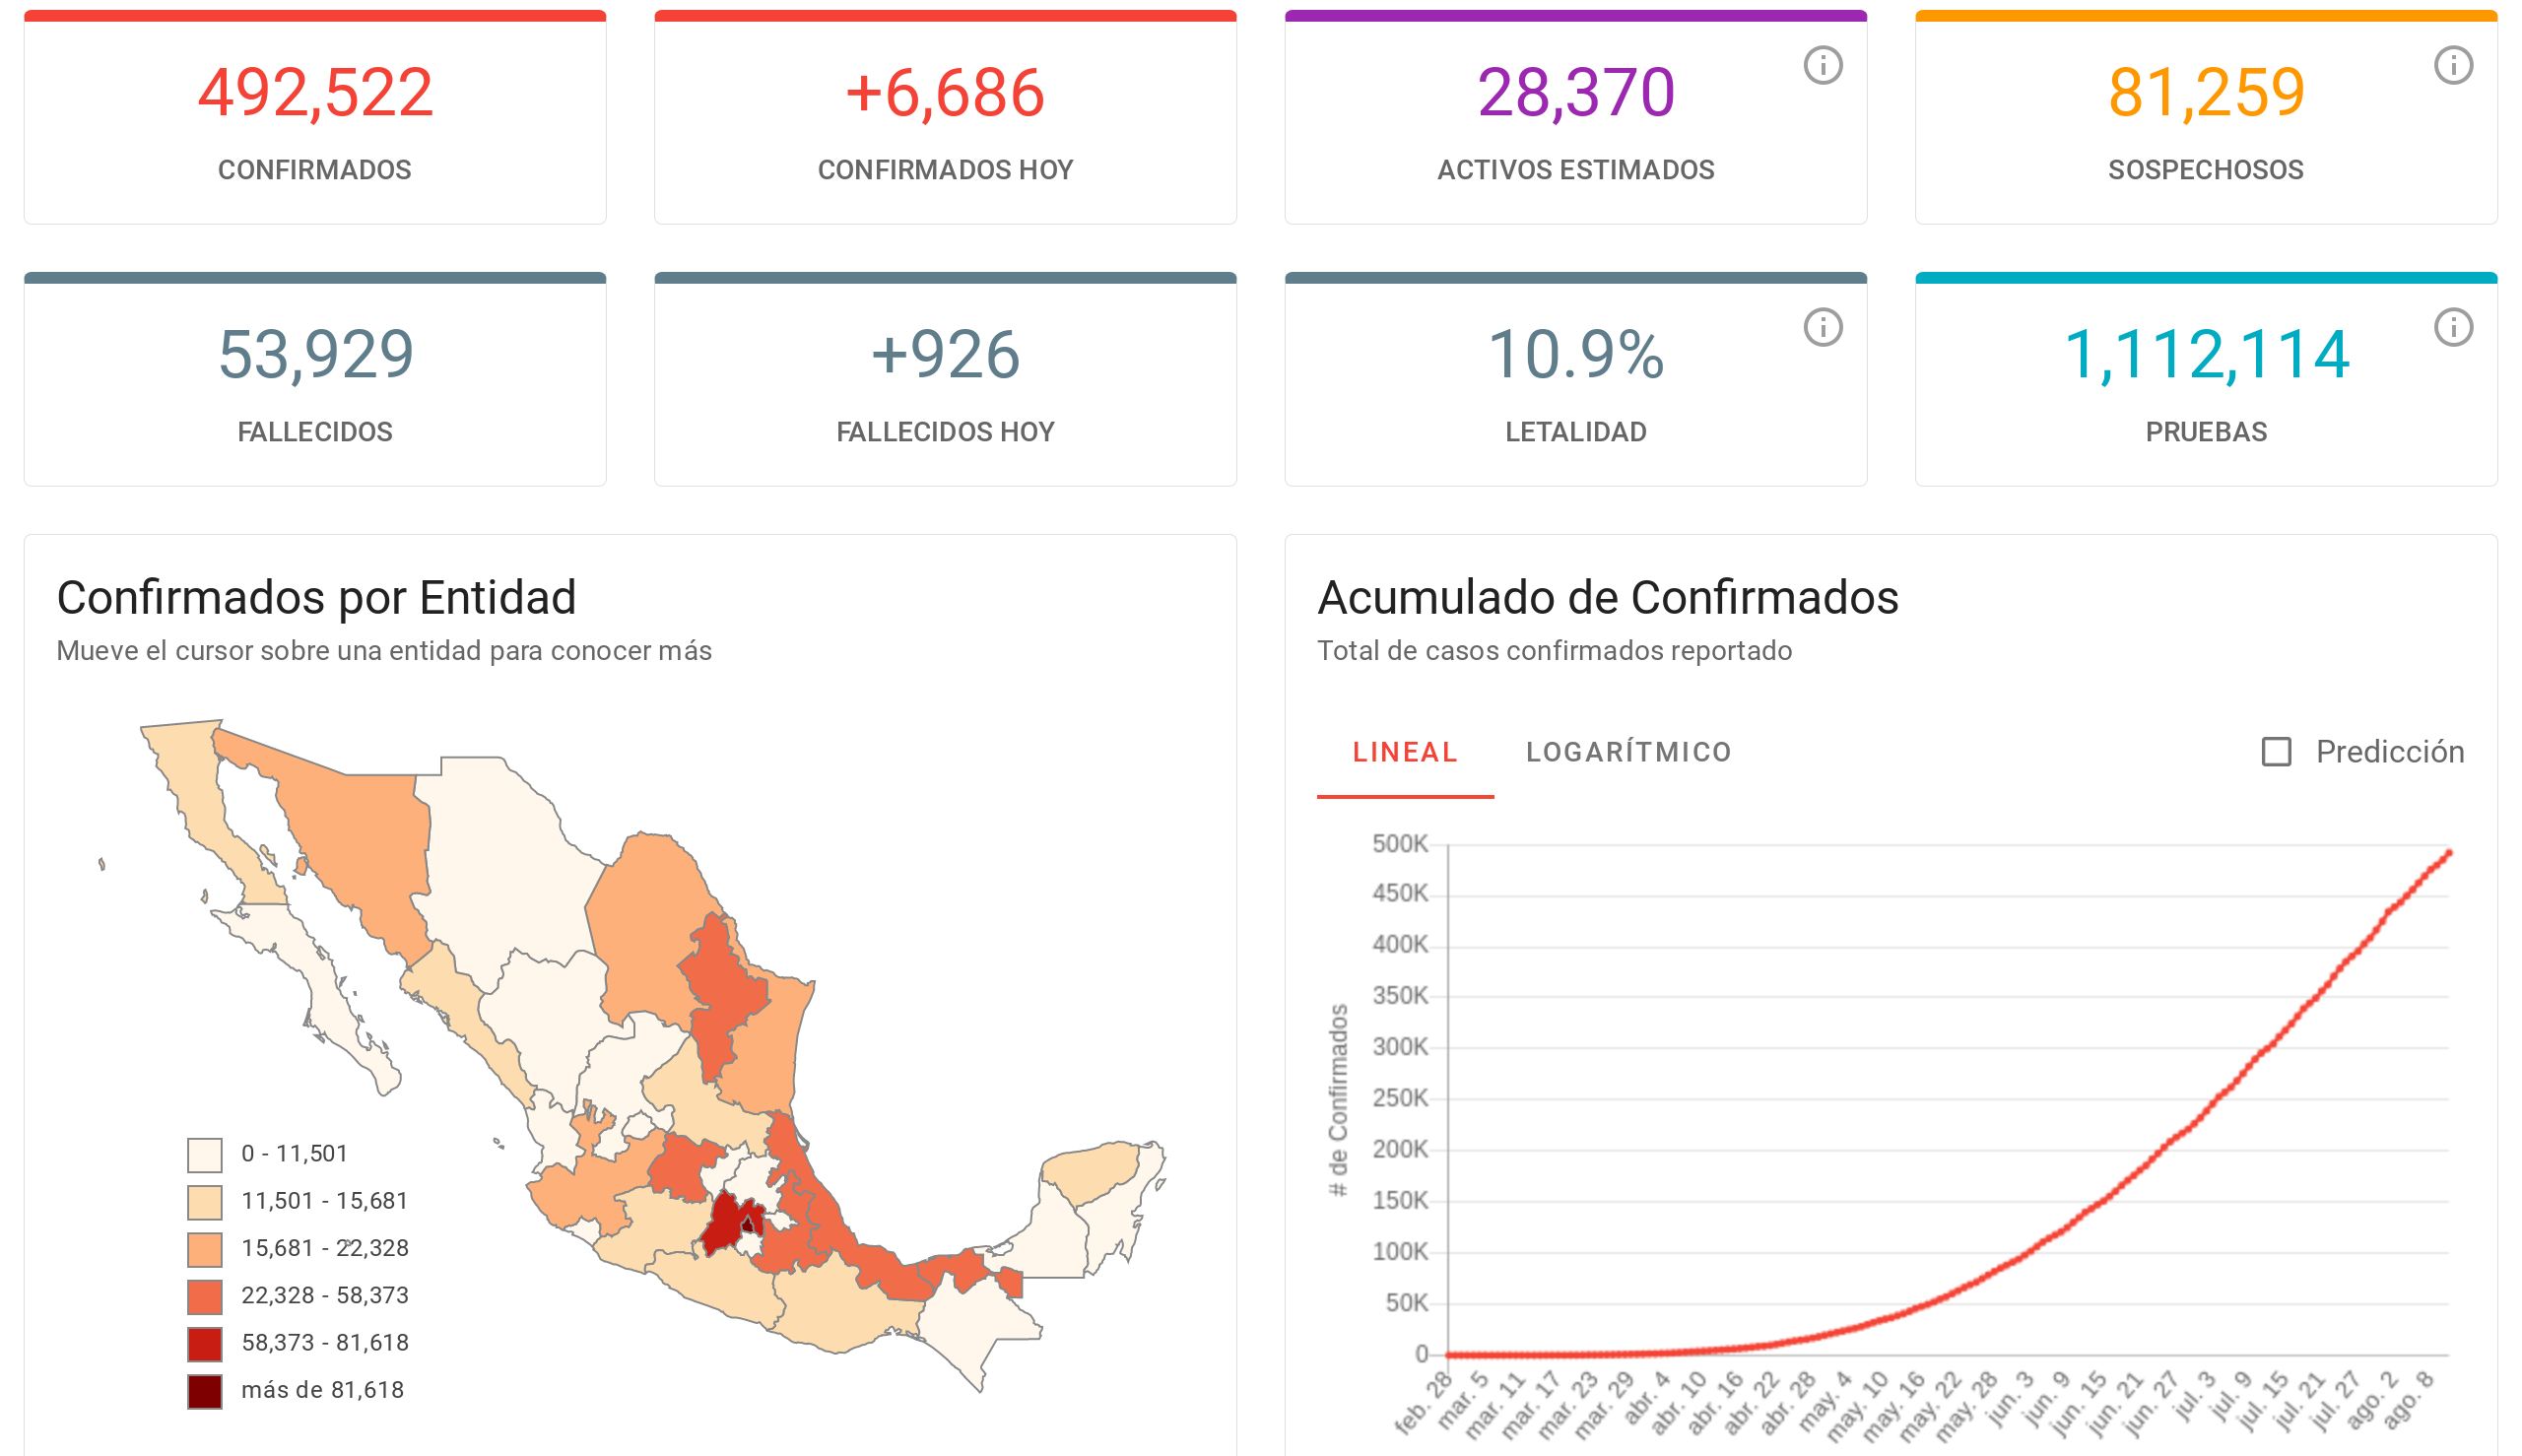 492,522
CONFIRMADOS
+6,686
CONFIRMADOS HOY
28,370
ACTIVOS ESTIMADOS
81,259
SOSPECHOSOS
53,929
FALLECIDOS
+926
FALLECIDOS HOY
10.9%
LETALIDAD
1,112,114
PRUEBAS
Confirmados por Entidad
Mueve el cursor sobre una entidad para conocer más
0 - 11,501
11,501 - 15,681
15,681 - 22,328
22,328 - 58,373
58,373 - 81,618
más de 81,618
Acumulado de Confirmados
Total de casos confirmados reportado
LINEAL
LOGARÍTMICO
Predicción
# de Confirmados
500K
450K
400K
350K
300K
250K
200K
150K
100K
50K
0
feb. 28
mar. 5
mar. 11
mar. 17
mar. 23
mar. 29
abr. 4
abr. 10
abr. 16
abr. 22
abr. 28
may. 4
may. 10
may. 16
may. 22
may. 28
jun. 3
jun. 9
jun. 15
jun. 21
jun. 27
jul. 3
jul. 9
jul. 15
jul. 21
jul. 27
ago. 2
ago. 8